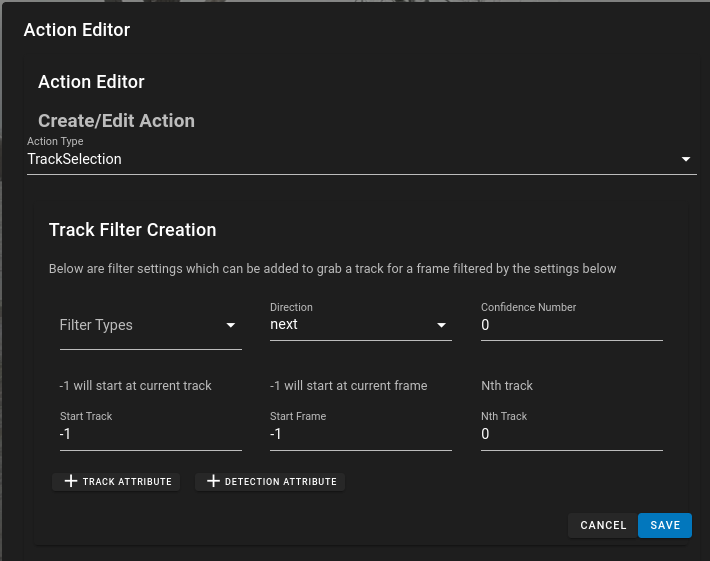 Action Editor
Action Editor
Create/Edit Action
Action Type
TrackSelection
Track Filter Creation
Below are filter settings which can be added to grab a track for a frame filtered by the settings below
Filter Types
Direction
next
Confidence Number
0
-1 will start at current track
-1 will start at current frame
Nth track
Start Track
-1
Start Frame
-1
Nth Track
0
+ TRACK ATTRIBUTE
+ DETECTION ATTRIBUTE
CANCEL
SAVE